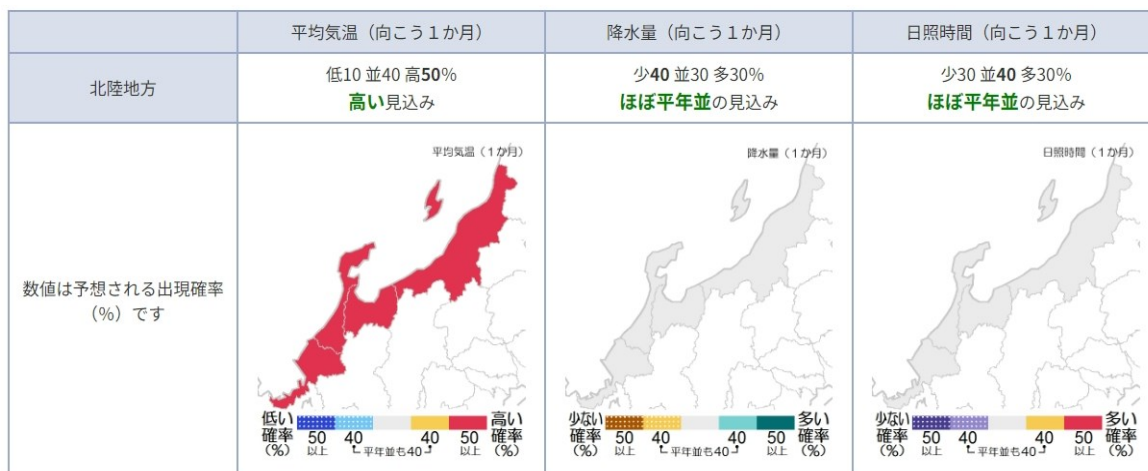 平均気温（向こう１か月）
降水量（向こう１か月）
日照時間（向こう１か月）
北陸地方
低10 並40 高50％
高い見込み
少40 並30 多30％
ほぼ平年並の見込み
少30 並40 多30％
ほぼ平年並の見込み
数値は予想される出現確率
（％）です
平均気温（１か月）
低い
確率
(％)
50
以上
40
平年並も40
40
50
高い
確率
(％)
降水量（１か月）
少ない
確率
(％)
50
以上
40
平年並も40
40
50
以上
多い
確率
(％)
日照時間（１か月）
少ない
確率
(％)
50
以上
40
平年並も40
40
50
以上
多い
確率
(％)